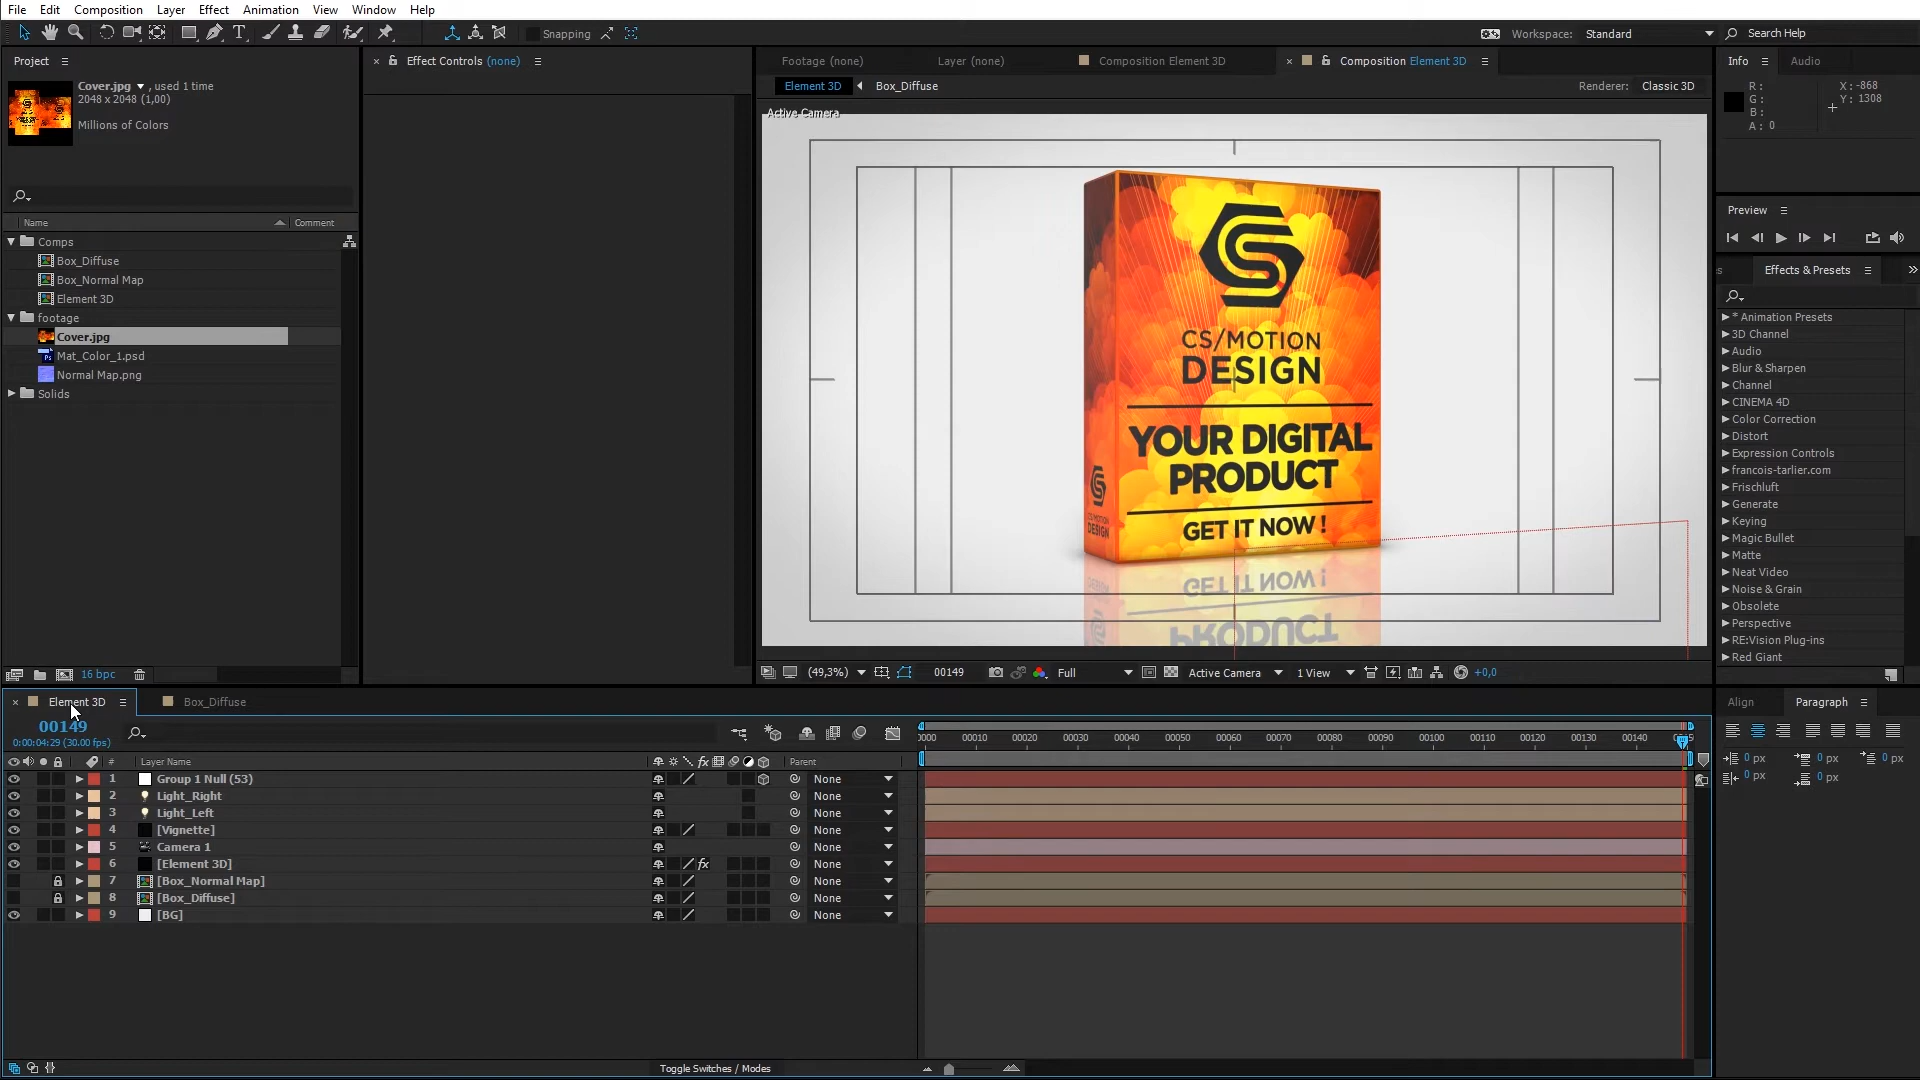 File Edit Composition Layer Effect Animation View Window Help
Snapping
Workspace: Standard
Search Help
Project
Cover.jpg , used 1 time
2048 x 2048 (1,00)
Millions of Colors
Name Comment
Comps
Box_Diffuse
Box_Normal Map
Element 3D
footage
Cover.jpg
Mat_Color_1.psd
Normal Map.png
Solids
16 bpc
Effect Controls (none)
Footage (none) Layer (none) Composition Element 3D Composition Element 3D
Element 3D Box_Diffuse Renderer: Classic 3D
Active Camera
CS/MOTION
DESIGN
YOUR DIGITAL
PRODUCT
GET IT NOW !
CS/MOTION
DESIGN
GET IT NOW !
PRODUCT
(49,3%) 00149 Full Active Camera 1 View +0,0
Info Audio
R : X: -868
G : Y: 1308
B :
A : 0
Preview
Effects & Presets
* Animation Presets
3D Channel
Audio
Blur & Sharpen
Channel
CINEMA 4D
Color Correction
Distort
Expression Controls
francois-tarlier.com
Frischluft
Generate
Keying
Magic Bullet
Matte
Neat Video
Noise & Grain
Obsolete
Perspective
RE:Vision Plug-ins
Red Giant
Element 3D Box_Diffuse
00149
0:00:04:29 (30.00 fps)
0000 00010 00020 00030 00040 00050 00060 00070 00080 00090 00100 00110 00120 00130 00140
# Layer Name Parent
1 Group 1 Null (53) None
2 Light_Right None
3 Light_Left None
4 [Vignette] None
5 Camera 1 None
6 [Element 3D] fx None
7 [Box_Normal Map] None
8 [Box_Diffuse] None
9 [BG] None
Toggle Switches / Modes
Align Paragraph
0 px 0 px 0 px
0 px 0 px